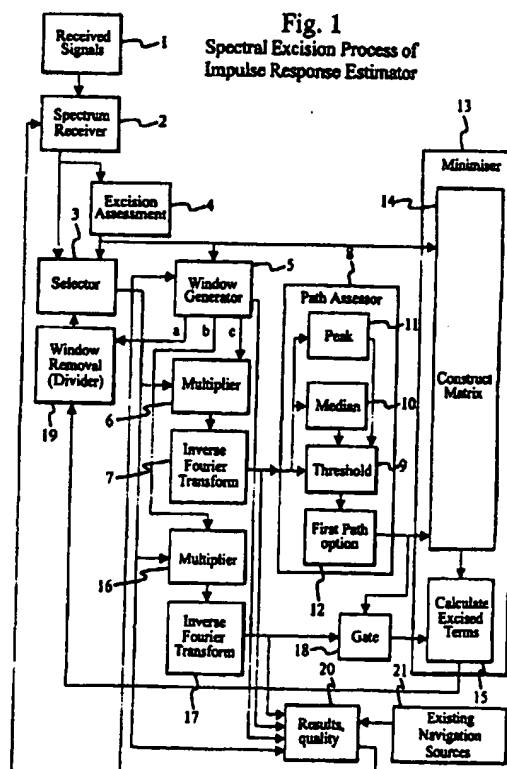 Fig. 1
Spectral Excision Process of
Impulse Response Estimator
Received
Signals
1
Spectrum
Receiver
2
13
Minimiser
14
3
Excision
Assessment
4
8
Selector
Window
Generator
5
Path Assessor
Peak
11
a
b
c
Window
Removal
(Divider)
19
Multiplier
6
Median
10
Construct
Matrix
Inverse
Fourier
Transform
7
Threshold
9
Multiplier
16
First Path
option
12
Inverse
Fourier
Transform
17
Gate
18
Calculate
Excised
Terms
15
20
21
Results,
quality
Existing
Navigation
Sources